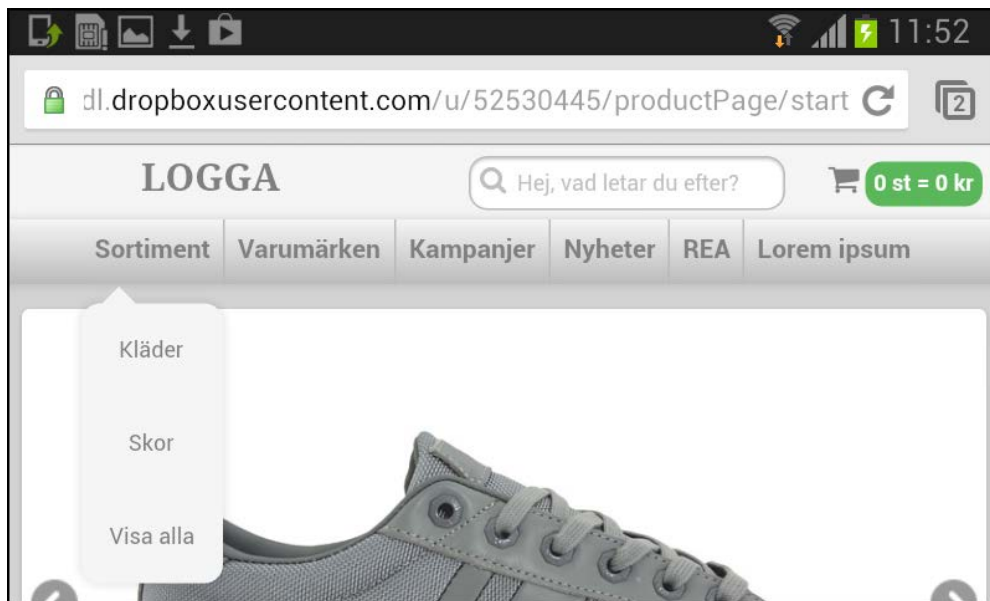 11:52
dl.dropboxusercontent.com/u/52530445/productPage/start
2
LOGGA
Hej, vad letar du efter?
0 st = 0 kr
Sortiment Varumärken Kampanjer Nyheter REA Lorem ipsum
Kläder
Skor
Visa alla